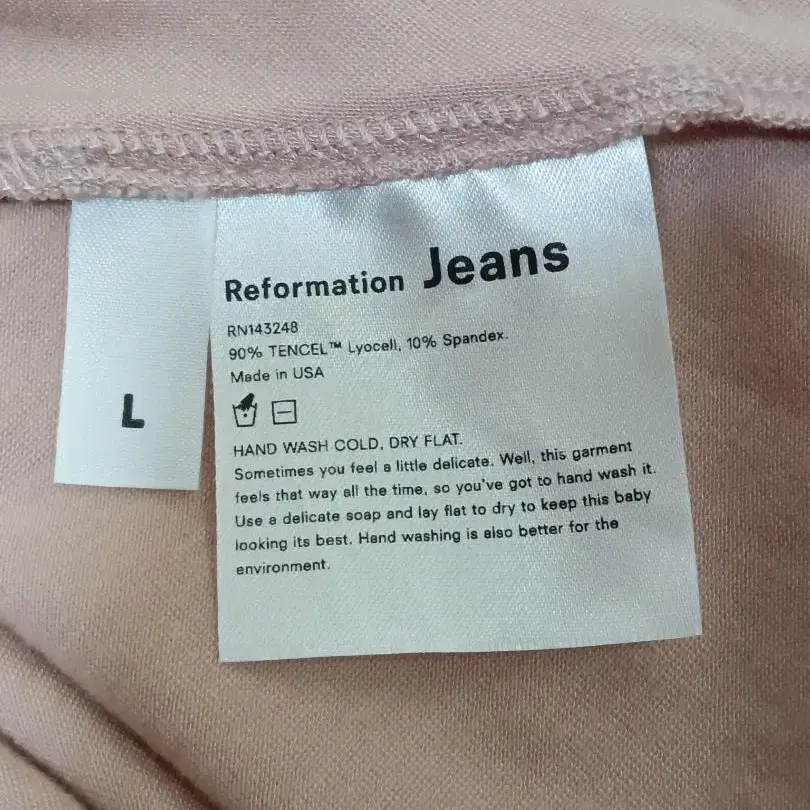 Reformation Jeans
RN143248
90% TENCEL™ Lyocell, 10% Spandex.
Made in USA
L
HAND WASH COLD, DRY FLAT.
Sometimes you feel a little delicate. Well, this garment
feels that way all the time, so you've got to hand wash it.
Use a delicate soap and lay flat to dry to keep this baby
looking its best. Hand washing is also better for the
environment.